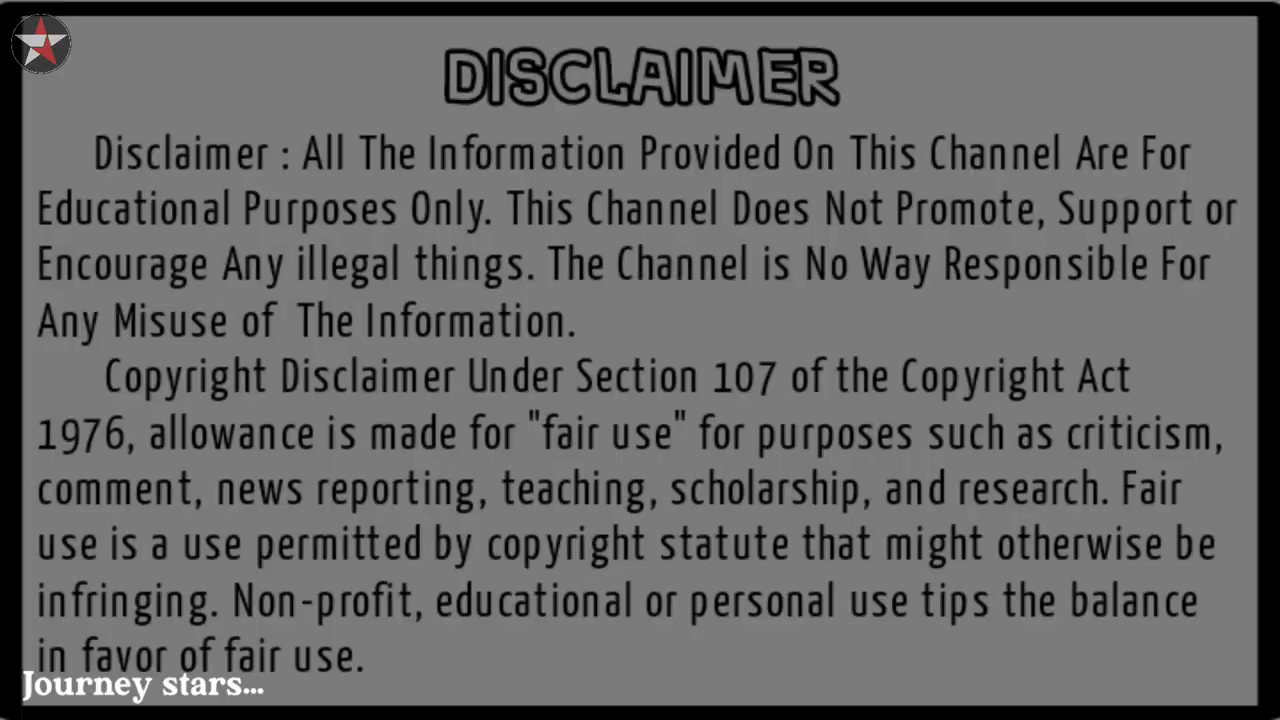 DISCLAIMER
Disclaimer : All The Information Provided On This Channel Are For
Educational Purposes Only. This Channel Does Not Promote, Support or
Encourage Any illegal things. The Channel is No Way Responsible For
Any Misuse of The Information.
Copyright Disclaimer Under Section 107 of the Copyright Act
1976, allowance is made for "fair use" for purposes such as criticism,
comment, news reporting, teaching, scholarship, and research. Fair
use is a use permitted by copyright statute that might otherwise be
infringing. Non-profit, educational or personal use tips the balance
in favor of fair use.
Journey stars...